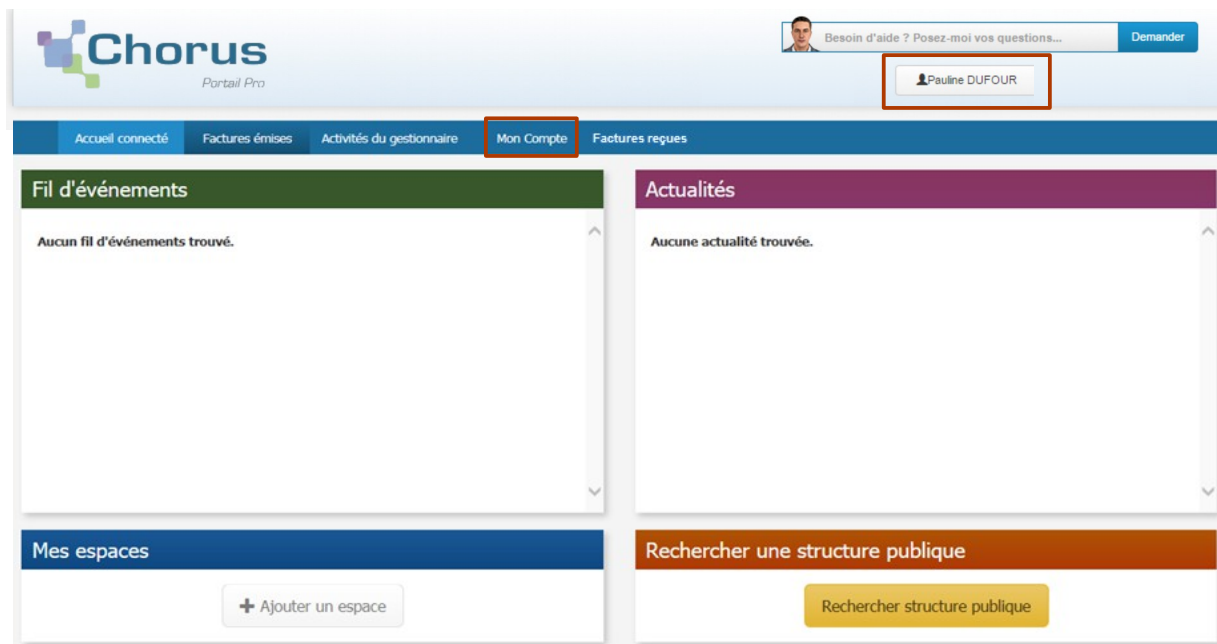 Chorus
Portail Pro
Besoin d'aide ? Posez-moi vos questions... Demander
Pauline DUFOUR
Accueil connecté Factures émises Activités du gestionnaire Mon Compte Factures reçues
Fil d'événements
Aucun fil d'événements trouvé.
Actualités
Aucune actualité trouvée.
Mes espaces
+ Ajouter un espace
Rechercher une structure publique
Rechercher structure publique